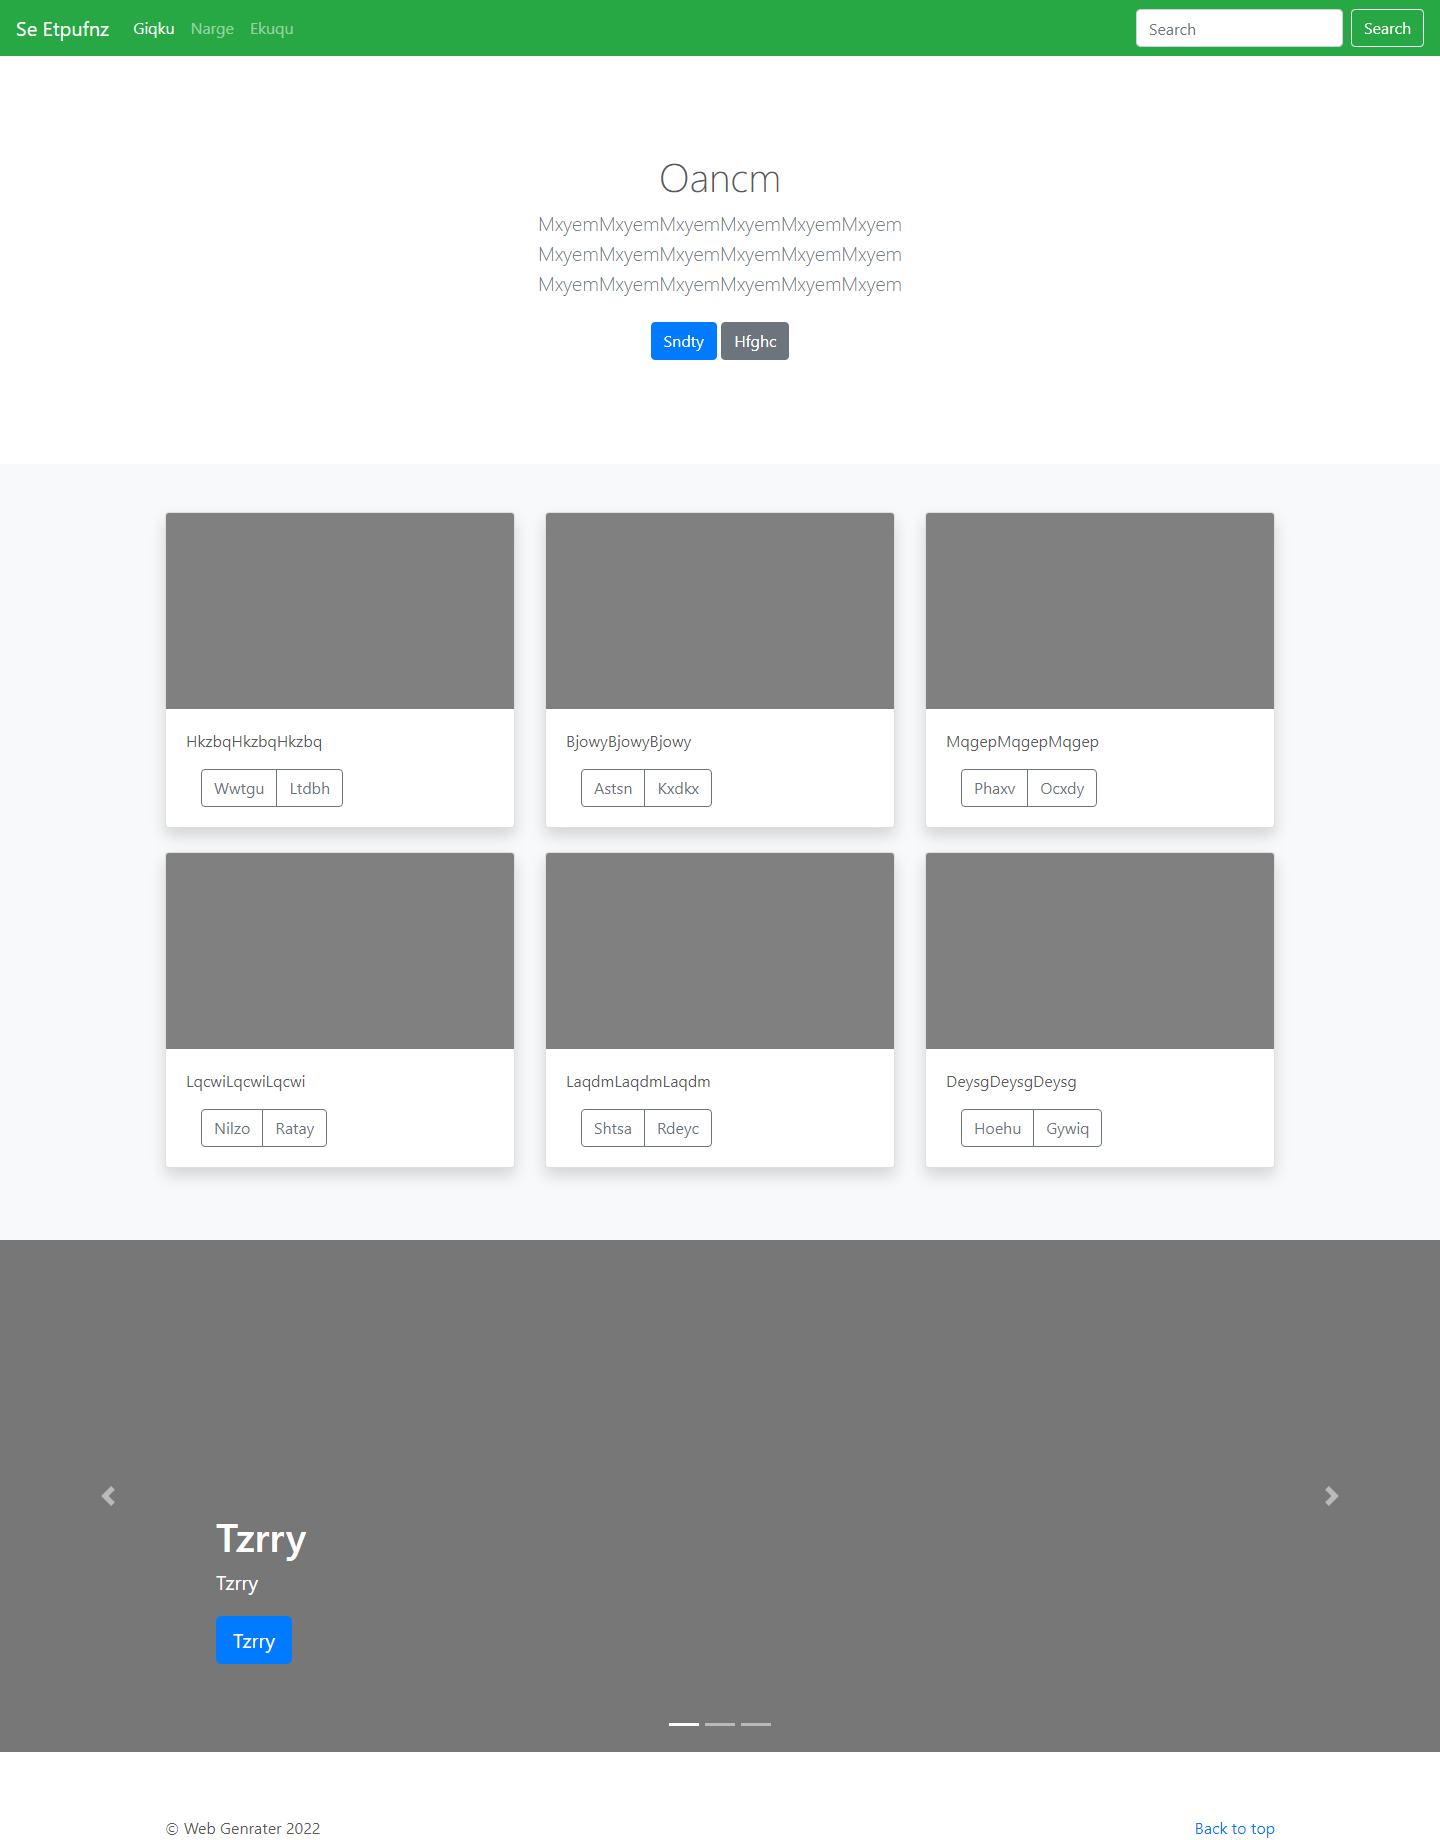 Se Etpufnz Giqku Narge Ekuqu Search Search
Oancm
MxyemMxyemMxyemMxyemMxyemMxyem
MxyemMxyemMxyemMxyemMxyemMxyem
MxyemMxyemMxyemMxyemMxyemMxyem
Sndty Hfghc
HkzbqHkzbqHkzbq BjowyBjowyBjowy MqgepMqgepMqgep
Wwtgu Ltdbh Astsn Kxdkx Phaxv Ocxdy
LqcwiLqcwiLqcwi LaqdmLaqdmLaqdm DeysgDeysgDeysg
Nilzo Ratay Shtsa Rdeyc Hoehu Gywiq
Tzrry
Tzrry
Tzrry
© Web Genrater 2022 Back to top